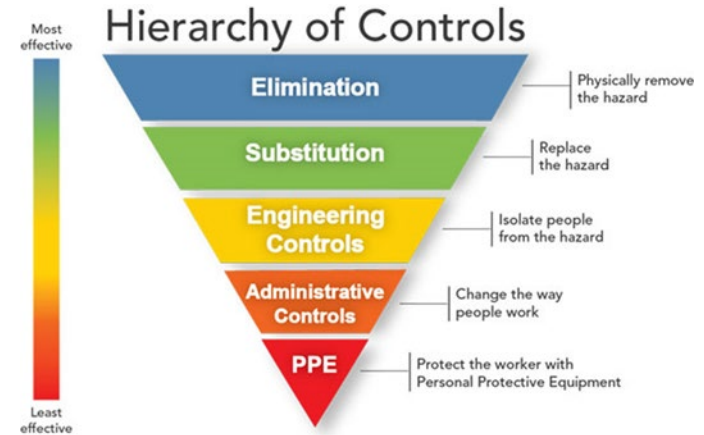 Hierarchy of Controls
Most
effective
Elimination
Physically remove
the hazard
Substitution
Replace
the hazard
Engineering
Controls
Isolate people
from the hazard
Administrative
Controls
Change the way
people work
PPE
Protect the worker with
Personal Protective Equipment
Least
effective